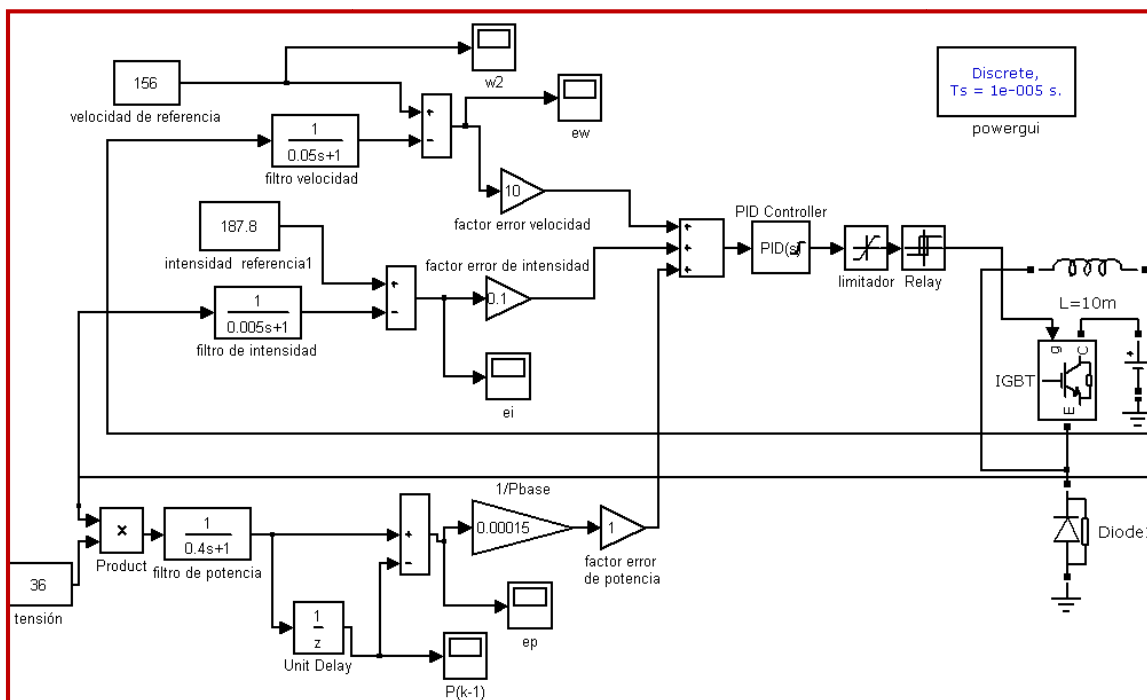 w2
156
velocidad de referencia
+
−
ew
Discrete,
Ts = 1e-005 s.
powergui
1
0.05s+1
filtro velocidad
10
factor error velocidad
187.8
intensidad referencia1
+
−
factor error de intensidad
0.1
1
0.005s+1
filtro de intensidad
ei
+
+
+
PID Controller
PID(s)
limitador
Relay
L=10m
g
C
E
IGBT
+
Diode1
36
tensión
×
Product
1
0.4s+1
filtro de potencia
+
−
1/Pbase
0.00015
1
factor error
de potencia
1
z
Unit Delay
P(k-1)
ep